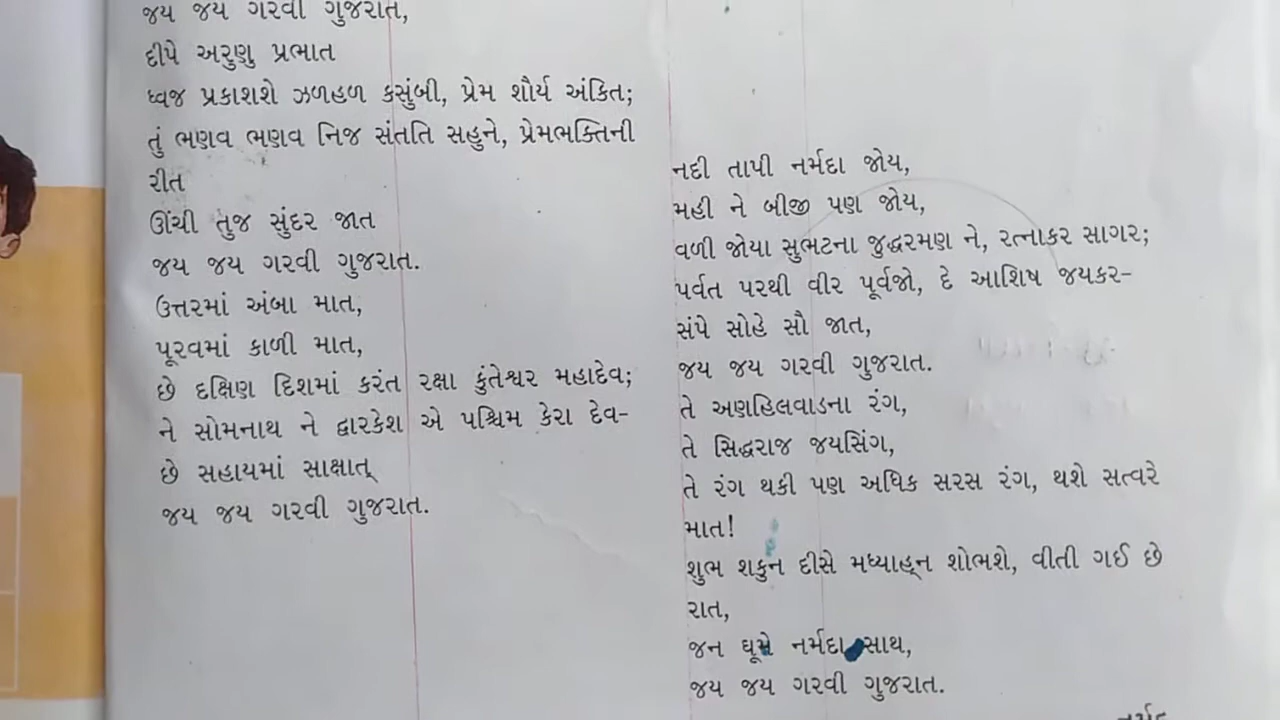 જય જય ગરવી ગુજરાત,
દીપે અરુણુ પ્રભાત
ધ્વજ પ્રકાશશે ઝળહળ કસુંબી, પ્રેમ શૌર્ય અંકિત;
તું ભણવ ભણવ નિજ સંતતિ સહુને, પ્રેમભક્તિની
રીત
ઊંચી તુજ સુંદર જાત
જય જય ગરવી ગુજરાત.
ઉત્તરમાં અંબા માત,
પૂરવમાં કાળી માત,
છે દક્ષિણ દિશમાં કરંત રક્ષા કુંતેશ્વર મહાદેવ;
ને સોમનાથ ને દ્વારકેશ એ પશ્ચિમ કેરા દેવ-
છે સહાયમાં સાક્ષાત્
જય જય ગરવી ગુજરાત.
નદી તાપી નર્મદા જોય,
મહી ને બીજી પણ જોય,
વળી જોયા સુભટના જુદ્ધરમણ ને, રત્નાકર સાગર;
પર્વત પરથી વીર પૂર્વજો, દે આશિષ જયકર-
સંપે સોહે સૌ જાત,
જય જય ગરવી ગુજરાત.
તે અણહિલવાડના રંગ,
તે સિદ્ધરાજ જયસિંગ,
તે રંગ થકી પણ અધિક સરસ રંગ, થશે સત્વરે
માત!
શુભ શકુન દીસે મધ્યાહ્ન શોભશે, વીતી ગઈ છે
રાત,
જન ઘૂમે નર્મદા સાથ,
જય જય ગરવી ગુજરાત.